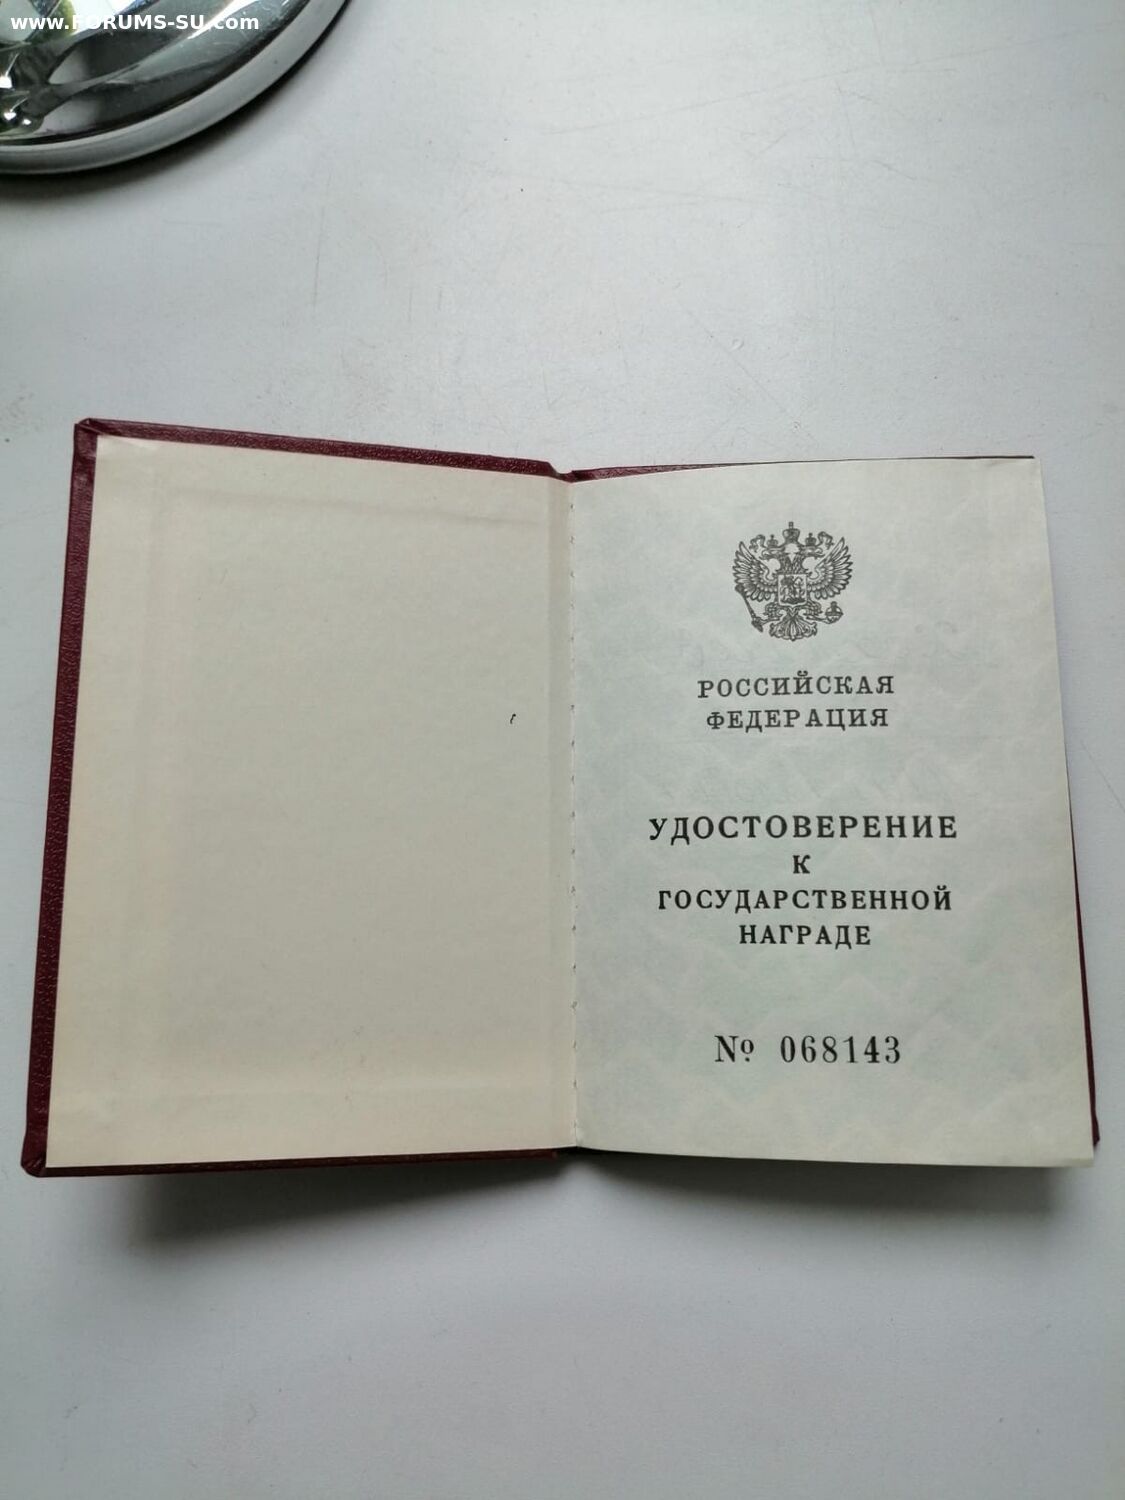 www.FORUMS-SU.com
РОССИЙСКАЯ
ФЕДЕРАЦИЯ
УДОСТОВЕРЕНИЕ
К
ГОСУДАРСТВЕННОЙ
НАГРАДЕ
№ 068143